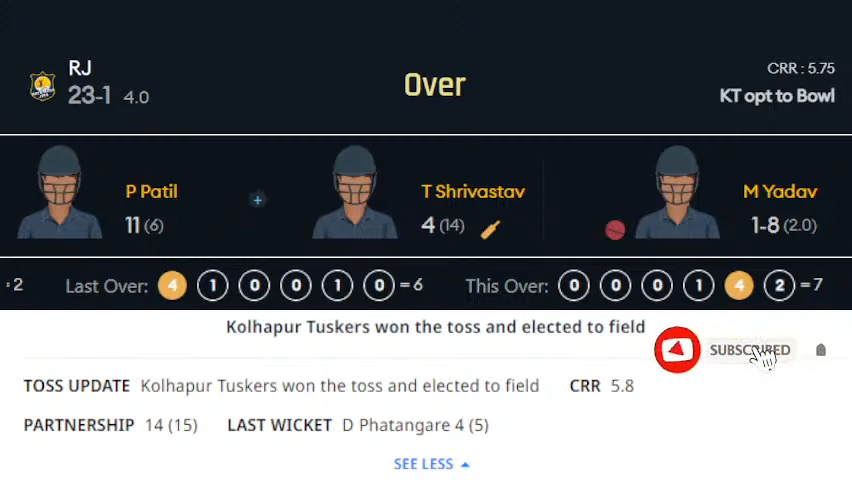 RJ
23-1 4.0
Over
CRR : 5.75
KT opt to Bowl
P Patil
11 (6)
T Shrivastav
4 (14)
M Yadav
1-8 (2.0)
: 2 Last Over: 4 1 0 0 1 0 = 6 This Over: 0 0 0 1 4 2 = 7
Kolhapur Tuskers won the toss and elected to field
SUBSCRIBED
TOSS UPDATE Kolhapur Tuskers won the toss and elected to field CRR 5.8
PARTNERSHIP 14 (15) LAST WICKET D Phatangare 4 (5)
SEE LESS